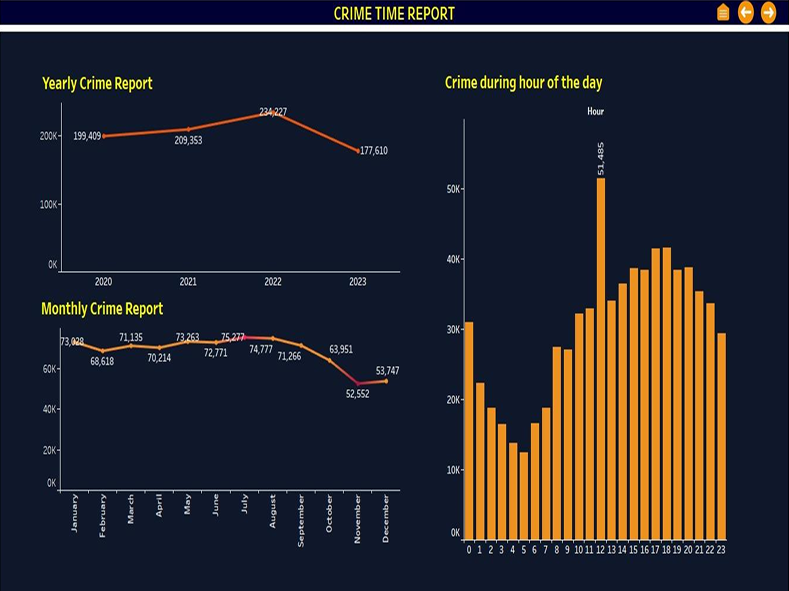 CRIME TIME REPORT
Yearly Crime Report
200K
100K
0K
199,409
209,353
234,227
177,610
2020 2021 2022 2023
Monthly Crime Report
60K
40K
20K
0K
73,028
68,618
71,135
70,214
73,263
72,771
75,277
74,777
71,266
63,951
52,552
53,747
January
February
March
April
May
June
July
August
September
October
November
December
Crime during hour of the day
Hour
50K
40K
30K
20K
10K
0K
51,485
0 1 2 3 4 5 6 7 8 9 10 11 12 13 14 15 16 17 18 19 20 21 22 23